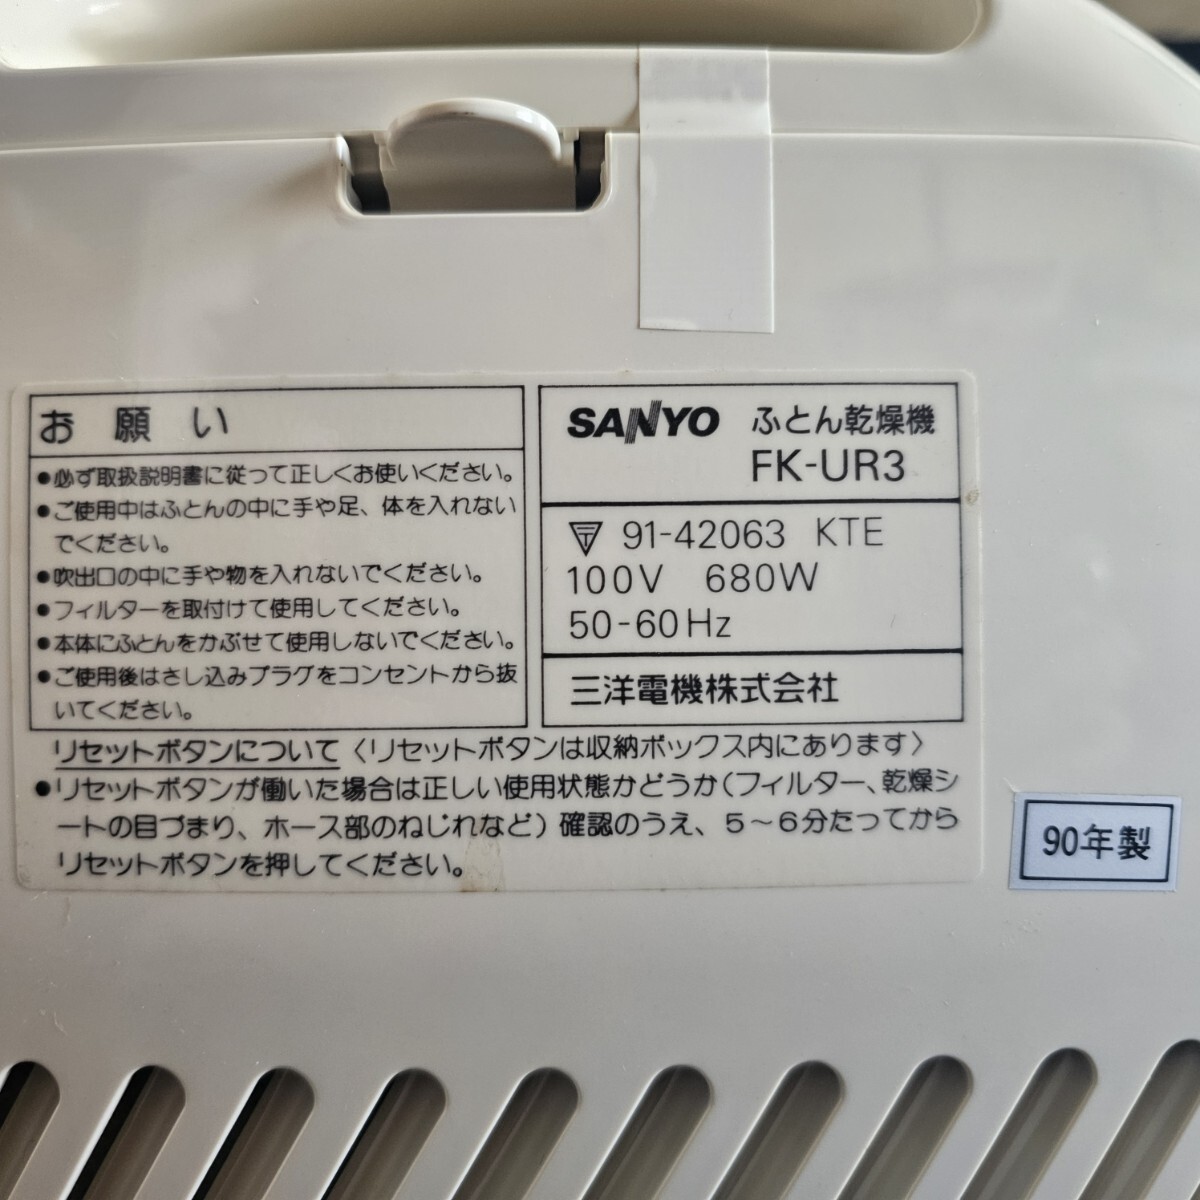 お願い
●必ず取扱説明書に従って正しくお使いください。
●ご使用中はふとんの中に手や足、体を入れない
でください。
●吹出口の中に手や物を入れないでください。
●フィルターを取付けて使用してください。
●本体にふとんをかぶせて使用しないでください。
●ご使用後はさし込みプラグをコンセントから抜
いてください。
SANYO ふとん乾燥機
FK-UR3
〒 91-42063 KTE
100V 680W
50-60Hz
三洋電機株式会社
リセットボタンについて〈リセットボタンは収納ボックス内にあります〉
●リセットボタンが働いた場合は正しい使用状態かどうか(フィルター、乾燥シ
ートの目づまり、ホース部のねじれなど)確認のうえ、5〜6分たってから
リセットボタンを押してください。
90年製